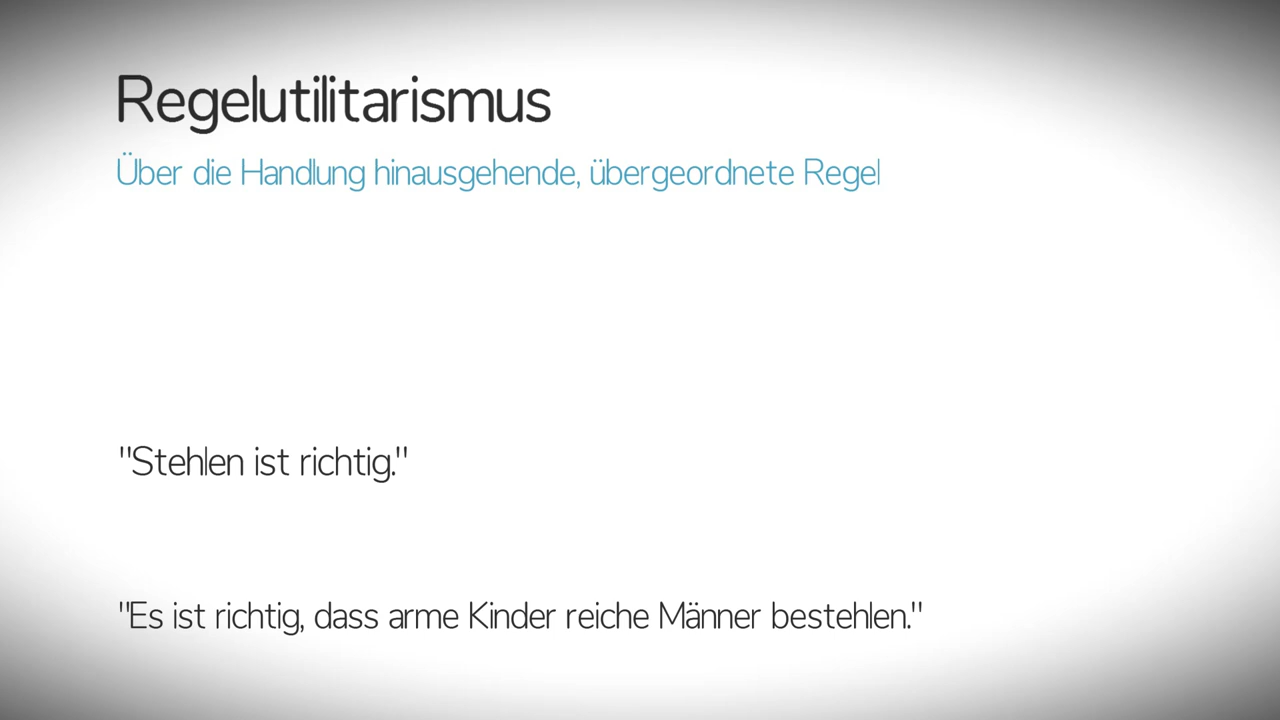 Regelutilitarismus
Über die Handlung hinausgehende, übergeordnete Regel
"Stehlen ist richtig."
"Es ist richtig, dass arme Kinder reiche Männer bestehlen."